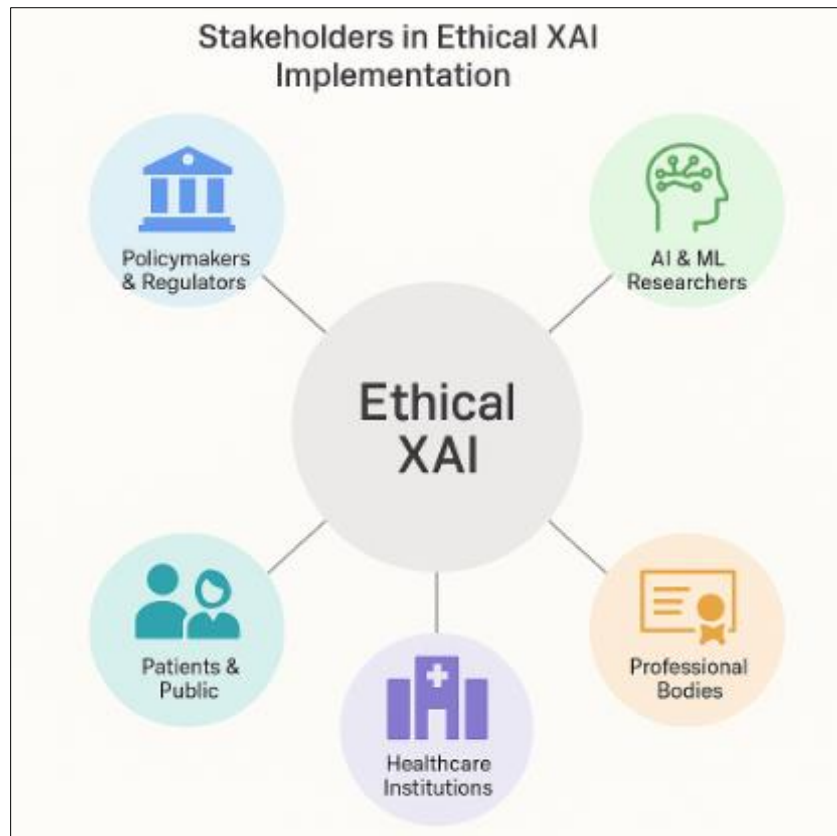 Stakeholders in Ethical XAI
Implementation
Policymakers
& Regulators
AI & ML
Researchers
Ethical
XAI
Patients &
Public
Healthcare
Institutions
Professional
Bodies